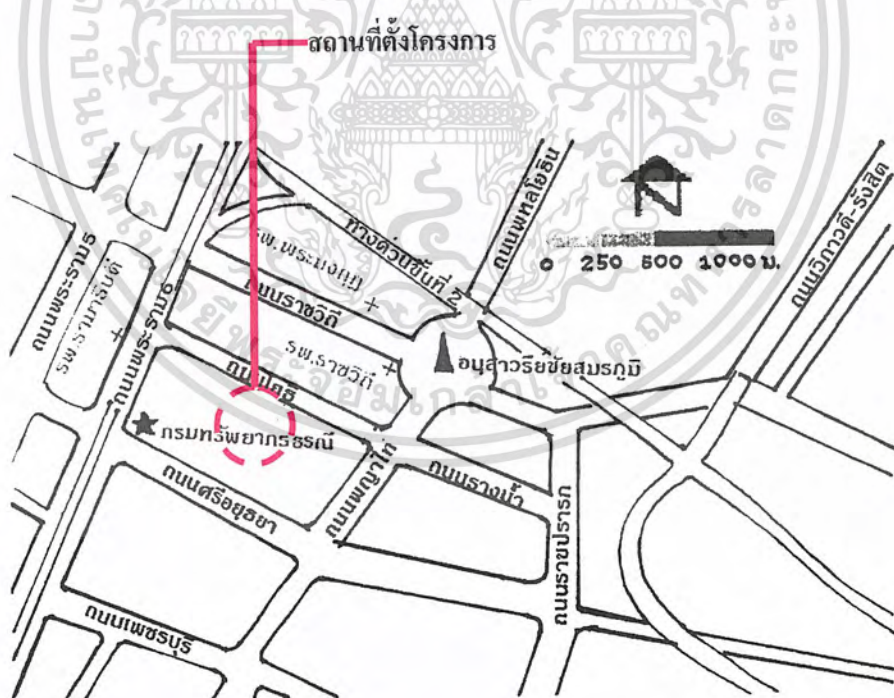 สถานที่ตั้งโครงการ
ถนนพหลโยธิน
ถนนวิภาวดี-รังสิต
ทางด่วนขั้นที่ 2
รพ.พระมงกุฎ
0 250 500 1000 ม.
ถนนพระราม6
รพ.รามาธิบดี
ถนนพระราม6
ถนนราชวิถี
รพ.ราชวิถี
อนุสาวรีย์ชัยสมรภูมิ
กรมทรัพยากรธรณี
ถนนพญาไท
ถนนรางน้ำ
ถนนศรีอยุธยา
ถนนราชปรารภ
ถนนเพชรบุรี